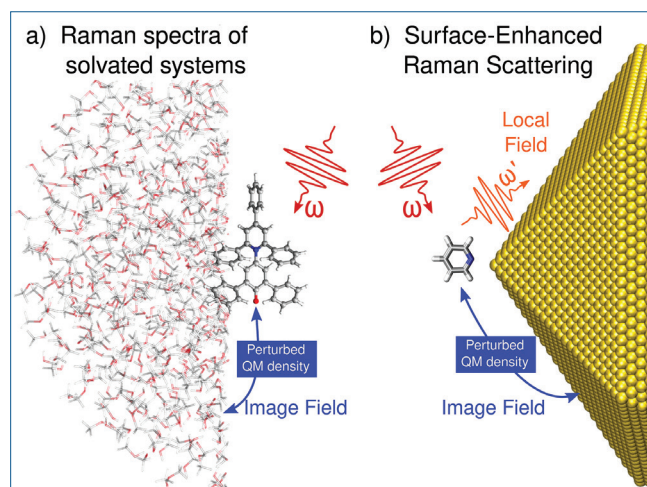 a) Raman spectra of
solvated systems
b) Surface-Enhanced
Raman Scattering
Local
Field
ω'
ω
ω
Perturbed
QM density
Image Field
Perturbed
QM density
Image Field